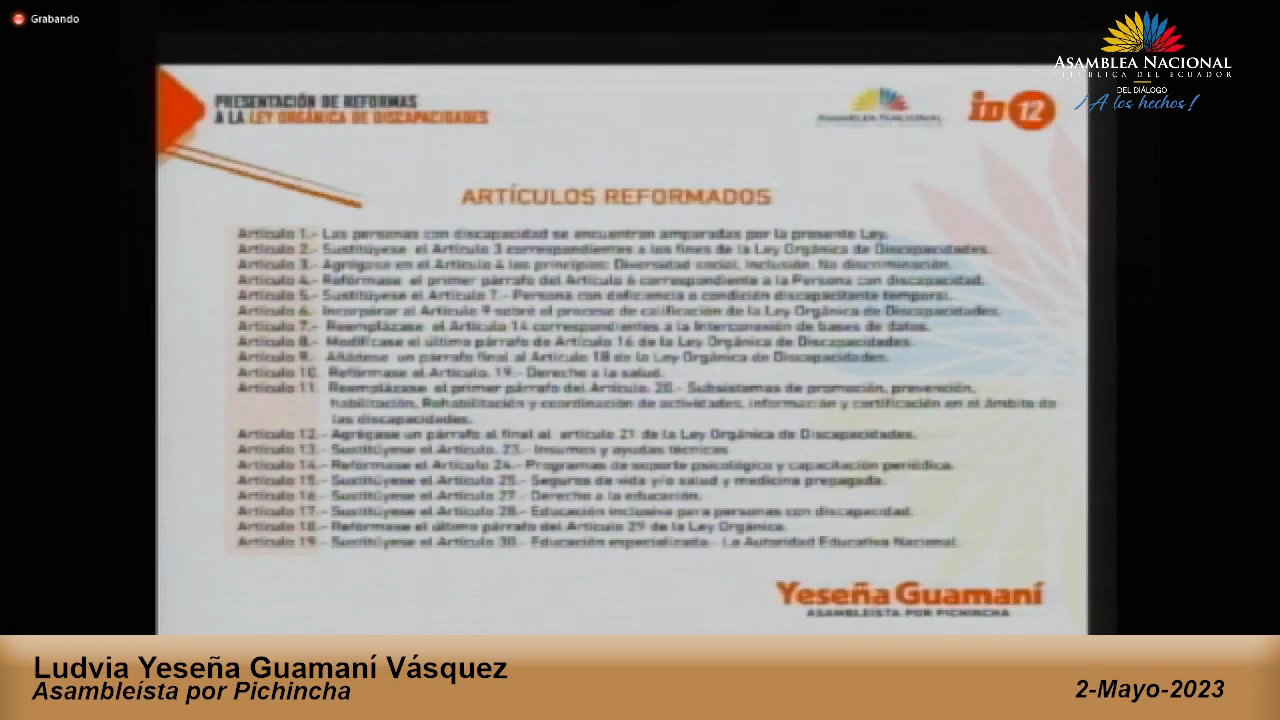 Grabando
ASAMBLEA NACIONAL
REPÚBLICA DEL ECUADOR
DEL DIÁLOGO
¡A los hechos!
PRESENTACIÓN DE REFORMAS
A LA LEY ORGÁNICA DE DISCAPACIDADES
ASAMBLEA NACIONAL
ID 12
ARTÍCULOS REFORMADOS
Artículo 1.- Las personas con discapacidad se encuentran amparadas por la presente Ley.
Artículo 2.- Sustitúyese el Artículo 3 correspondientes a los fines de la Ley Orgánica de Discapacidades.
Artículo 3.- Agrégase en el Artículo 4 los principios: Diversidad social, Inclusión, No discriminación.
Artículo 4.- Refórmase el primer párrafo del Artículo 6 correspondiente a la Persona con discapacidad.
Artículo 5.- Sustitúyese el Artículo 7.- Persona con deficiencia o condición discapacitante temporal.
Artículo 6. Incorporar al Artículo 9 sobre el proceso de calificación de la Ley Orgánica de Discapacidades.
Artículo 7.- Reemplázase el Artículo 14 correspondientes a la Interconexión de bases de datos.
Artículo 8.- Modifícase el último párrafo de Artículo 16 de la Ley Orgánica de Discapacidades.
Artículo 9.- Añádese un párrafo final al Artículo 18 de la Ley Orgánica de Discapacidades.
Artículo 10. Refórmase el Artículo. 19.- Derecho a la salud.
Artículo 11. Reemplázase el primer párrafo del Artículo. 20.- Subsistemas de promoción, prevención,
habilitación, Rehabilitación y coordinación de actividades, información y certificación en el ámbito de
las discapacidades.
Artículo 12.- Agrégase un párrafo al final al artículo 21 de la Ley Orgánica de Discapacidades.
Artículo 13.- Sustitúyese el Artículo. 23.- Insumos y ayudas técnicas
Artículo 14.- Refórmase el Artículo 24.- Programas de soporte psicológico y capacitación periódica.
Artículo 15.- Sustitúyese el Artículo 25.- Seguros de vida y/o salud y medicina prepagada.
Artículo 16.- Sustitúyese el Artículo 27.- Derecho a la educación.
Artículo 17.- Sustitúyese el Artículo 28.- Educación inclusiva para personas con discapacidad.
Artículo 18.- Refórmase el último párrafo del Artículo 29 de la Ley Orgánica.
Artículo 19.- Sustitúyese el Artículo 30.- Educación especializada.- La Autoridad Educativa Nacional.
Yeseña Guamaní
ASAMBLEÍSTA POR PICHINCHA
Ludvia Yeseña Guamaní Vásquez
Asambleísta por Pichincha
2-Mayo-2023